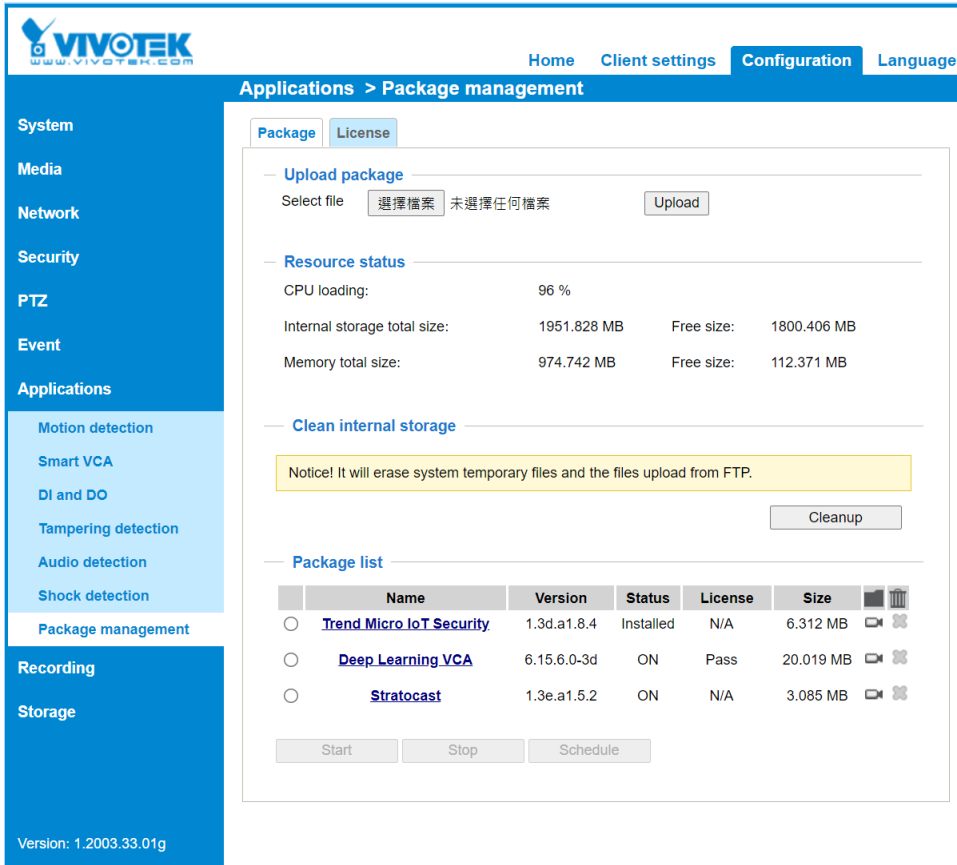 VIVOTEK
WWW.VIVOTEK.COM
Home Client settings Configuration Language
Applications > Package management
System
Media
Network
Security
PTZ
Event
Applications
Motion detection
Smart VCA
DI and DO
Tampering detection
Audio detection
Shock detection
Package management
Recording
Storage
Version: 1.2003.33.01g
Package License
Upload package
Select file 選擇檔案 未選擇任何檔案 Upload
Resource status
CPU loading: 96 %
Internal storage total size: 1951.828 MB Free size: 1800.406 MB
Memory total size: 974.742 MB Free size: 112.371 MB
Clean internal storage
Notice! It will erase system temporary files and the files upload from FTP.
Cleanup
Package list
Name Version Status License Size
Trend Micro IoT Security 1.3d.a1.8.4 Installed N/A 6.312 MB
Deep Learning VCA 6.15.6.0-3d ON Pass 20.019 MB
Stratocast 1.3e.a1.5.2 ON N/A 3.085 MB
Start Stop Schedule